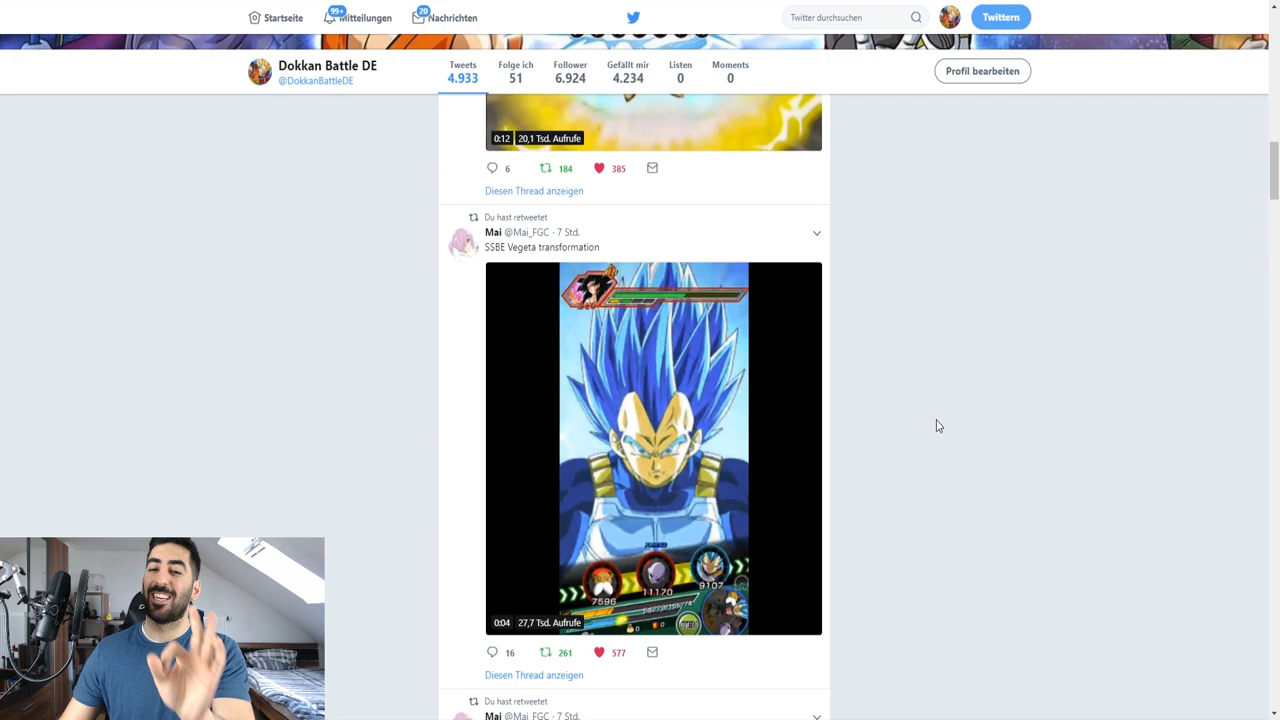 Startseite
99+
Mitteilungen
20
Nachrichten
Twitter durchsuchen
Twittern
Dokkan Battle DE
@DokkanBattleDE
Tweets
4.933
Folge ich
51
Follower
6.924
Gefällt mir
4.234
Listen
0
Moments
0
Profil bearbeiten
0:12 20,1 Tsd. Aufrufe
6 184 385
Diesen Thread anzeigen
Du hast retweetet
Mai @Mai_FGC · 7 Std.
SSBE Vegeta transformation
FRIEND
7596
11170
9107
0:04 27,7 Tsd. Aufrufe
16 261 577
Diesen Thread anzeigen
Du hast retweetet
Mai @Mai_FGC · 7 Std.